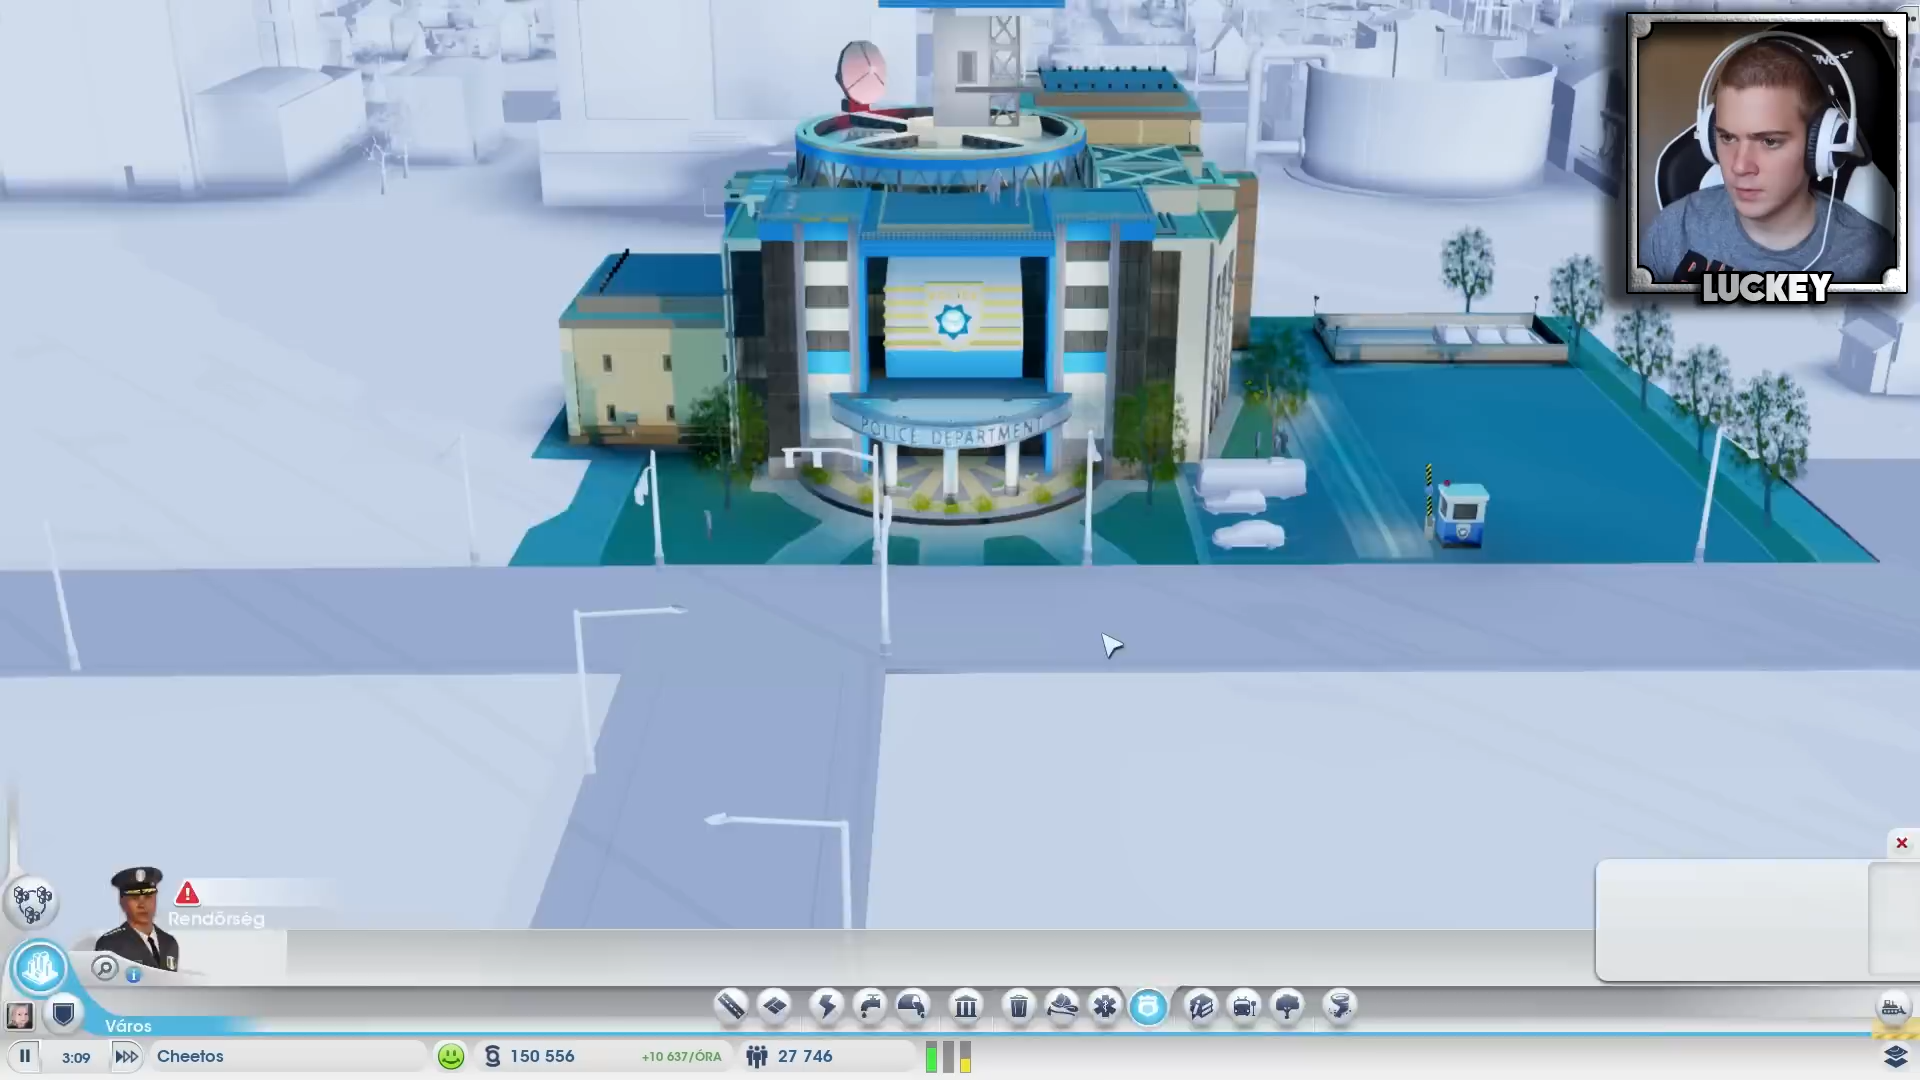 LUCKEY
POLICE DEPARTMENT
Rendőrség
Város
3:09
Cheetos
150 556
+10 637/ÓRA
27 746